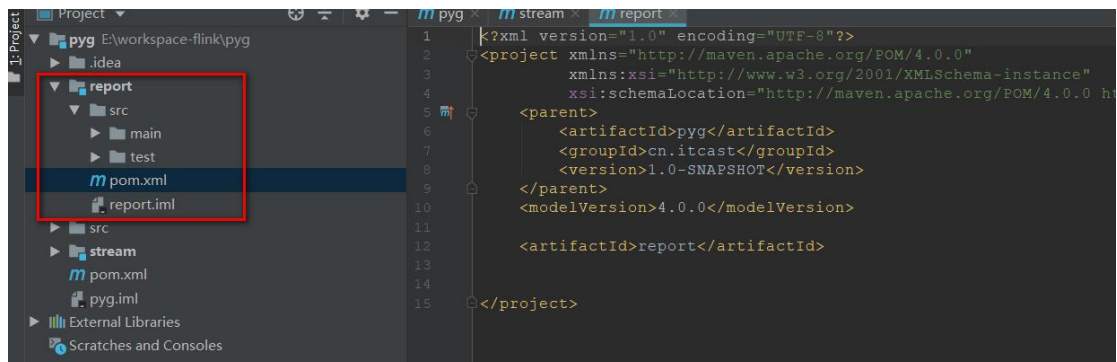 1: Project
Project
pyg E:\workspace-flink\pyg
.idea
report
src
main
test
pom.xml
report.iml
src
stream
pom.xml
pyg.iml
External Libraries
Scratches and Consoles
pyg
stream
report
1 <?xml version="1.0" encoding="UTF-8"?>
2 <project xmlns="http://maven.apache.org/POM/4.0.0"
3 xmlns:xsi="http://www.w3.org/2001/XMLSchema-instance"
4 xsi:schemaLocation="http://maven.apache.org/POM/4.0.0 ht
5 <parent>
6 <artifactId>pyg</artifactId>
7 <groupId>cn.itcast</groupId>
8 <version>1.0-SNAPSHOT</version>
9 </parent>
10 <modelVersion>4.0.0</modelVersion>
11
12 <artifactId>report</artifactId>
13
14
15 </project>